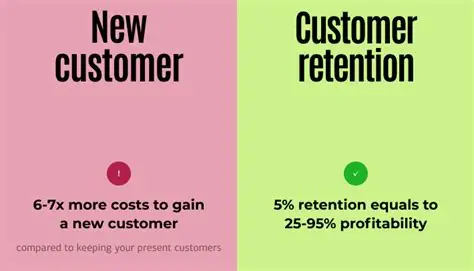 New
customer
!
6-7x more costs to gain
a new customer
compared to keeping your present customers
Customer
retention
✓
5% retention equals to
25-95% profitability